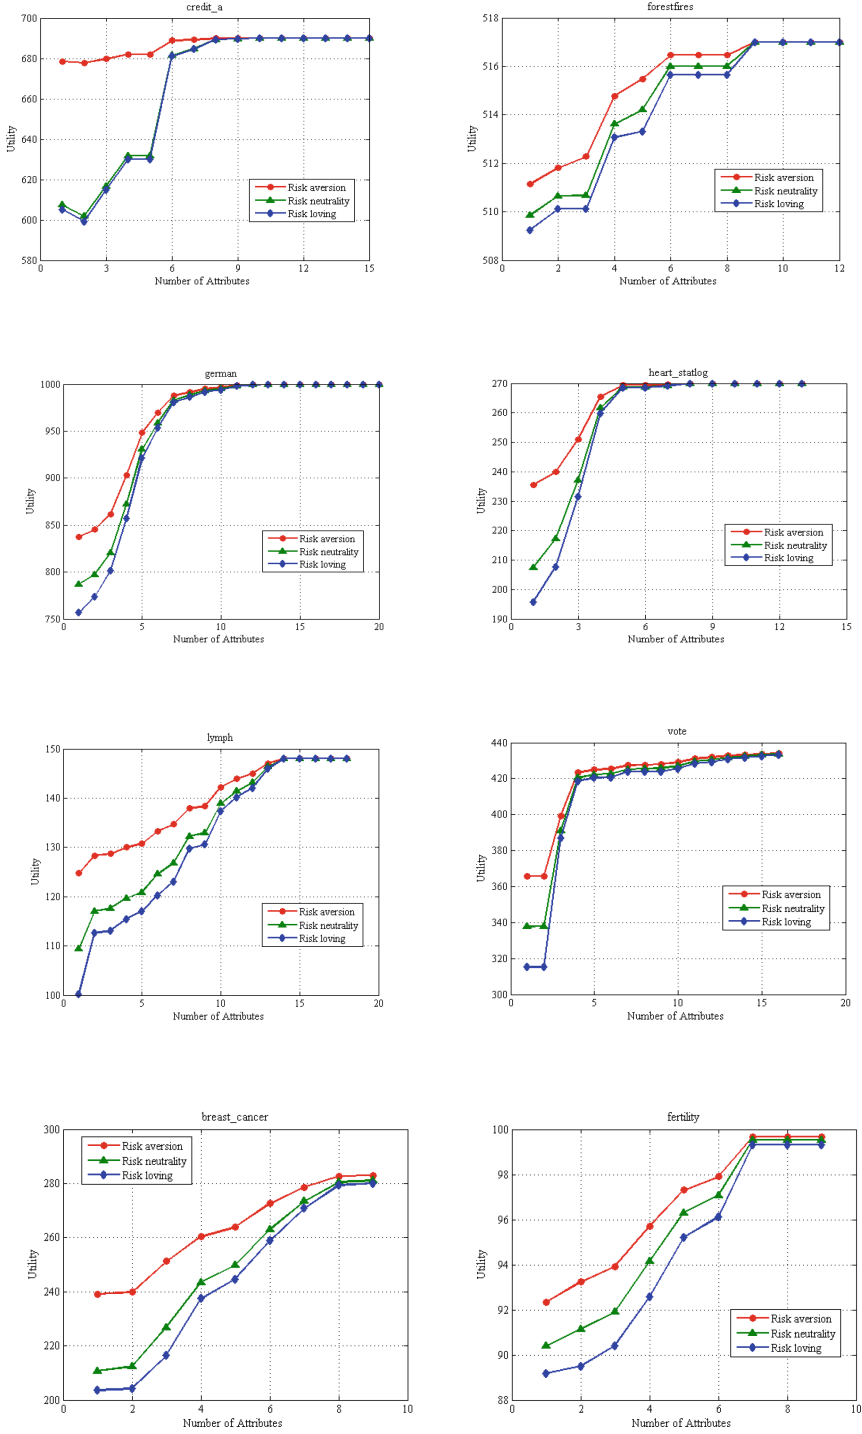 credit_a
700
680
660
640
620
600
580
Utility
Risk aversion
Risk neutrality
Risk loving
0 3 6 9 12 15
Number of Attributes
forestfires
518
516
514
512
510
508
Utility
Risk aversion
Risk neutrality
Risk loving
0 2 4 6 8 10 12
Number of Attributes
german
1000
950
900
850
800
750
Utility
Risk aversion
Risk neutrality
Risk loving
0 5 10 15 20
Number of Attributes
heart_statlog
270
260
250
240
230
220
210
200
190
Utility
Risk aversion
Risk neutrality
Risk loving
0 3 6 9 12 15
Number of Attributes
lymph
150
140
130
120
110
100
Utility
Risk aversion
Risk neutrality
Risk loving
0 5 10 15 20
Number of Attributes
vote
440
420
400
380
360
340
320
300
Utility
Risk aversion
Risk neutrality
Risk loving
0 5 10 15 20
Number of Attributes
breast_cancer
300
280
260
240
220
200
Utility
Risk aversion
Risk neutrality
Risk loving
0 2 4 6 8 10
Number of Attributes
fertility
100
98
96
94
92
90
88
Utility
Risk aversion
Risk neutrality
Risk loving
0 2 4 6 8 10
Number of Attributes